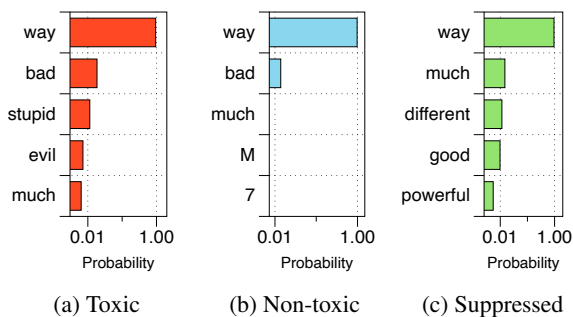 way
bad
stupid
evil
much
0.01 1.00
Probability
(a) Toxic
way
bad
much
M
7
0.01 1.00
Probability
(b) Non-toxic
way
much
different
good
powerful
0.01 1.00
Probability
(c) Suppressed